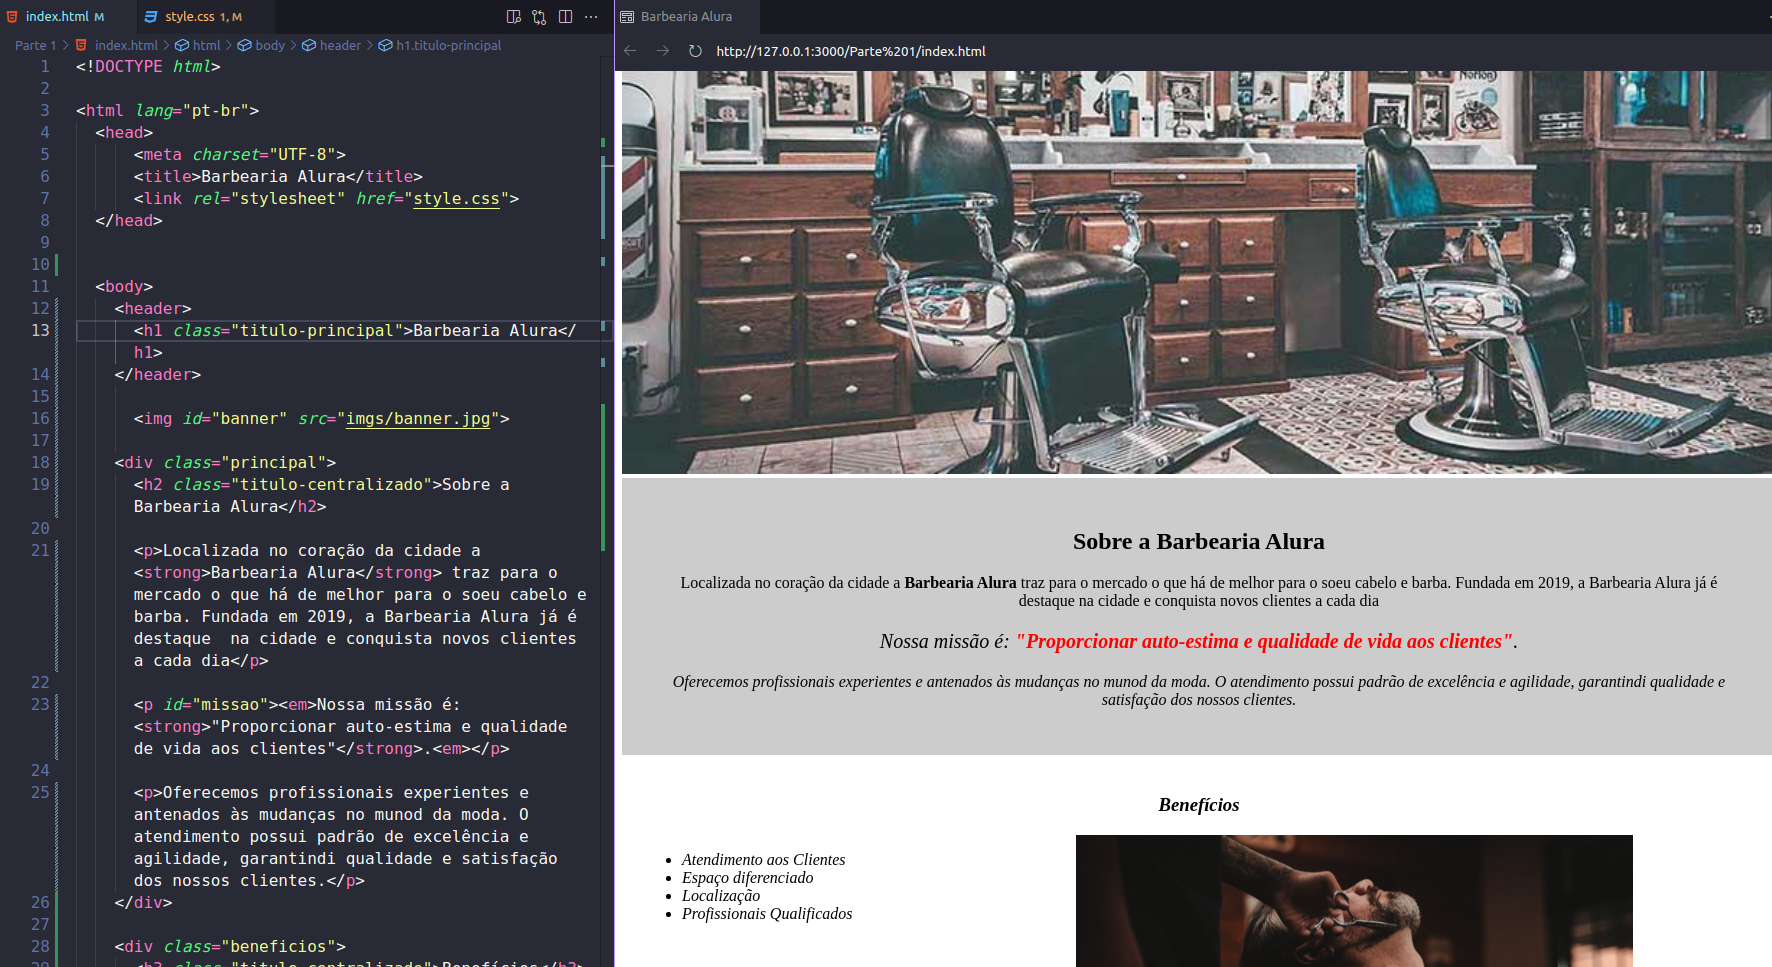 index.html M
style.css 1, M
Parte 1 > index.html > html > body > header > h1.titulo-principal
1 <!DOCTYPE html>
2
3 <html lang="pt-br">
4 <head>
5 <meta charset="UTF-8">
6 <title>Barbearia Alura</title>
7 <link rel="stylesheet" href="style.css">
8 </head>
9
10
11 <body>
12 <header>
13 <h1 class="titulo-principal">Barbearia Alura</
h1>
14 </header>
15
16 <img id="banner" src="imgs/banner.jpg">
17
18 <div class="principal">
19 <h2 class="titulo-centralizado">Sobre a
Barbearia Alura</h2>
20
21 <p>Localizada no coração da cidade a
<strong>Barbearia Alura</strong> traz para o
mercado o que há de melhor para o soeu cabelo e
barba. Fundada em 2019, a Barbearia Alura já é
destaque  na cidade e conquista novos clientes
a cada dia</p>
22
23 <p id="missao"><em>Nossa missão é:
<strong>"Proporcionar auto-estima e qualidade
de vida aos clientes"</strong>.<em></p>
24
25 <p>Oferecemos profissionais experientes e
antenados às mudanças no munod da moda. O
atendimento possui padrão de excelência e
agilidade, garantindi qualidade e satisfação
dos nossos clientes.</p>
26 </div>
27
28 <div class="beneficios">
29 <h3 class="titulo-centralizado">Benefícios</h3>
Barbearia Alura
http://127.0.0.1:3000/Parte%201/index.html
Norton
Sobre a Barbearia Alura
Localizada no coração da cidade a Barbearia Alura traz para o mercado o que há de melhor para o soeu cabelo e barba. Fundada em 2019, a Barbearia Alura já é
destaque na cidade e conquista novos clientes a cada dia
Nossa missão é: "Proporcionar auto-estima e qualidade de vida aos clientes".
Oferecemos profissionais experientes e antenados às mudanças no munod da moda. O atendimento possui padrão de excelência e agilidade, garantindi qualidade e
satisfação dos nossos clientes.
Benefícios
• Atendimento aos Clientes
• Espaço diferenciado
• Localização
• Profissionais Qualificados